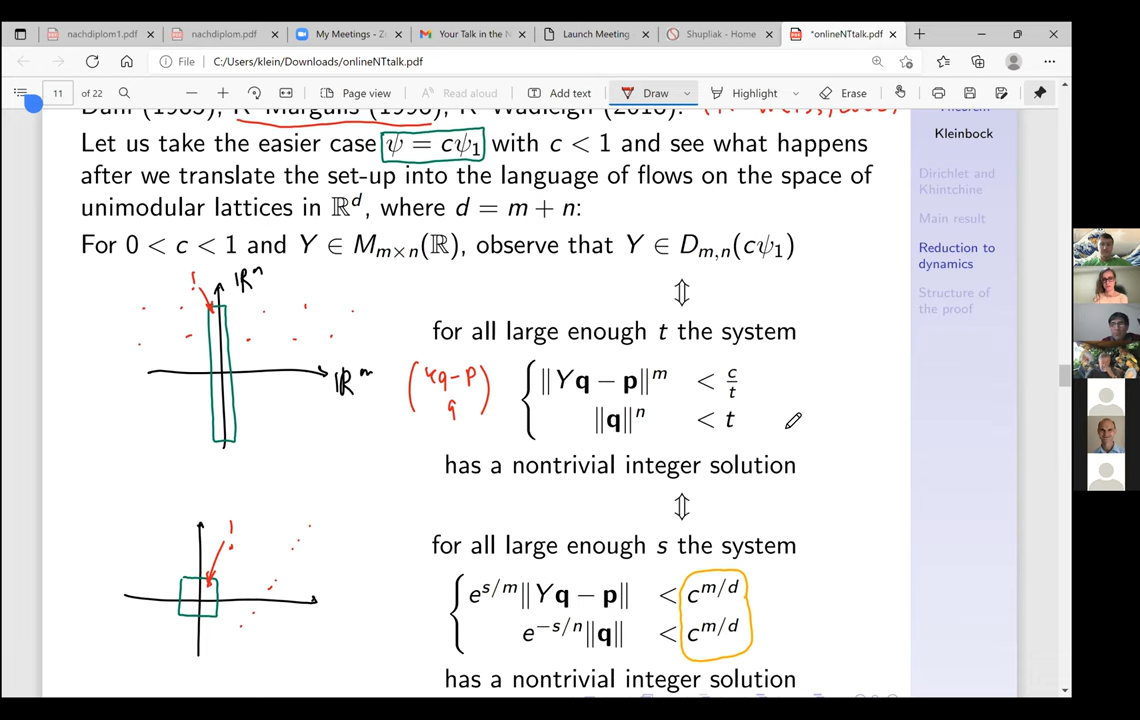 nachdiplom1.pdf
nachdiplom.pdf
My Meetings - Z
Your Talk in the N
Launch Meeting
Shupliak - Home
*onlineNTtalk.pdf
File C:/Users/klein/Downloads/onlineNTtalk.pdf
11 of 22
Page view
Read aloud
Add text
Draw
Highlight
Erase
Let us take the easier case ψ = cψ₁ with c < 1 and see what happens
after we translate the set-up into the language of flows on the space of
unimodular lattices in ℝᵈ, where d = m + n:
For 0 < c < 1 and Y ∈ Mₘₓₙ(ℝ), observe that Y ∈ Dₘ,ₙ(cψ₁)
⇕
for all large enough t the system
‖Yq − p‖ᵐ < c/t
‖q‖ⁿ < t
has a nontrivial integer solution
⇕
for all large enough s the system
e^{s/m}‖Yq − p‖ < c^{m/d}
e^{−s/n}‖q‖ < c^{m/d}
has a nontrivial integer solution
!
ℝⁿ
ℝᵐ
Yq−p
q
!
Kleinbock
Dirichlet and
Khintchine
Main result
Reduction to
dynamics
Structure of
the proof